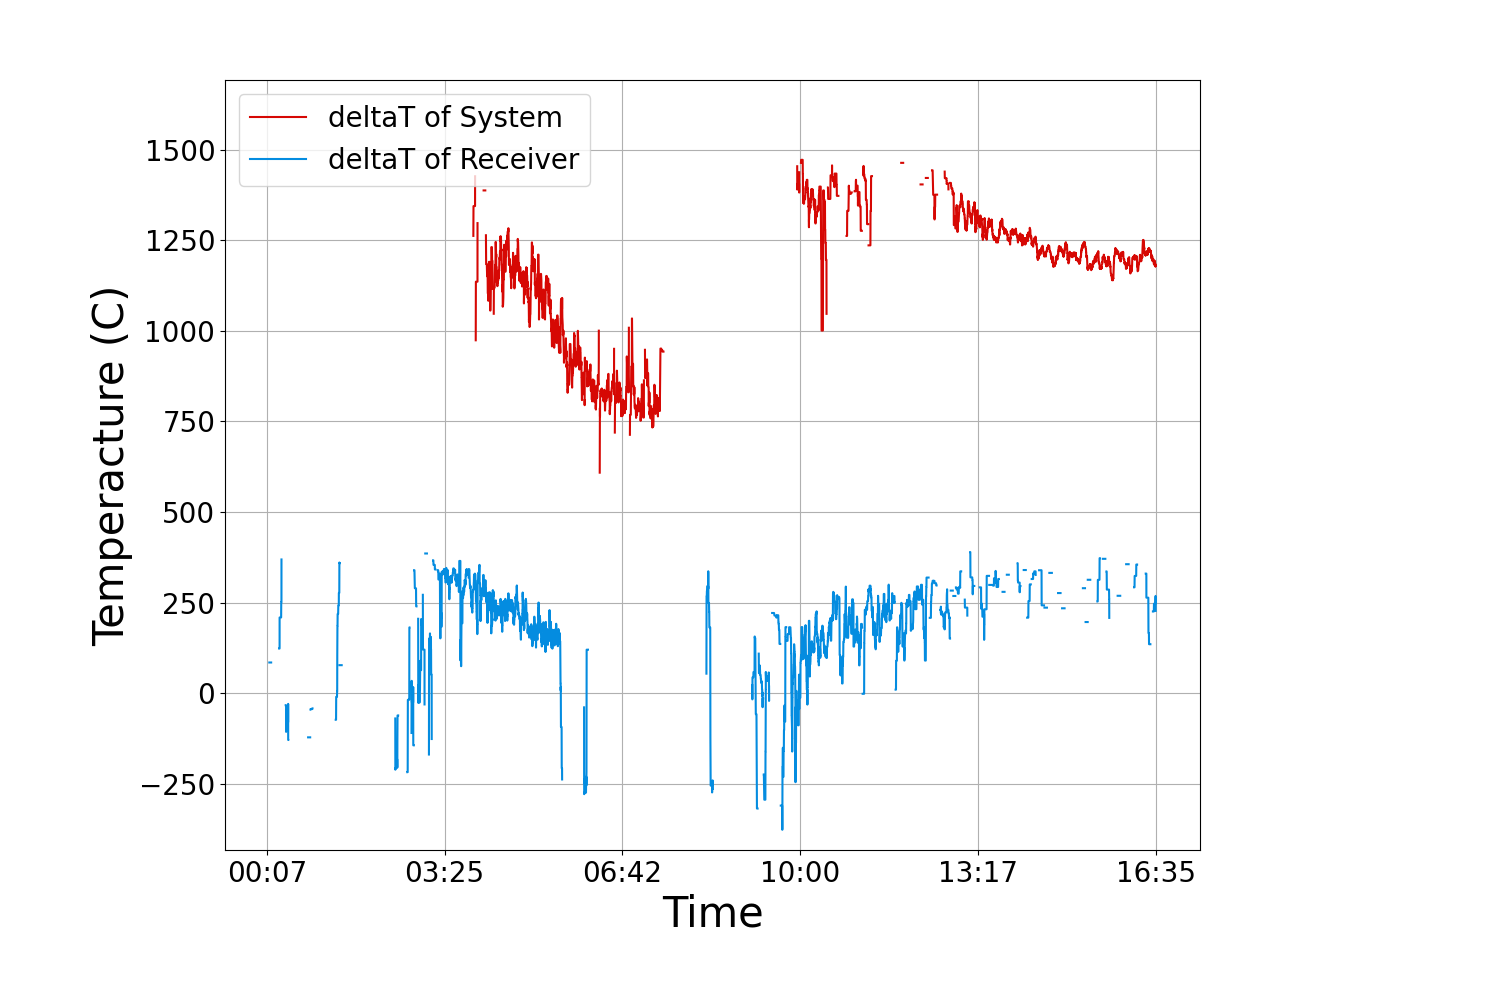 deltaT of System
deltaT of Receiver
1500
1250
1000
750
500
250
0
−250
Temperacture (C)
00:07 03:25 06:42 10:00 13:17 16:35
Time